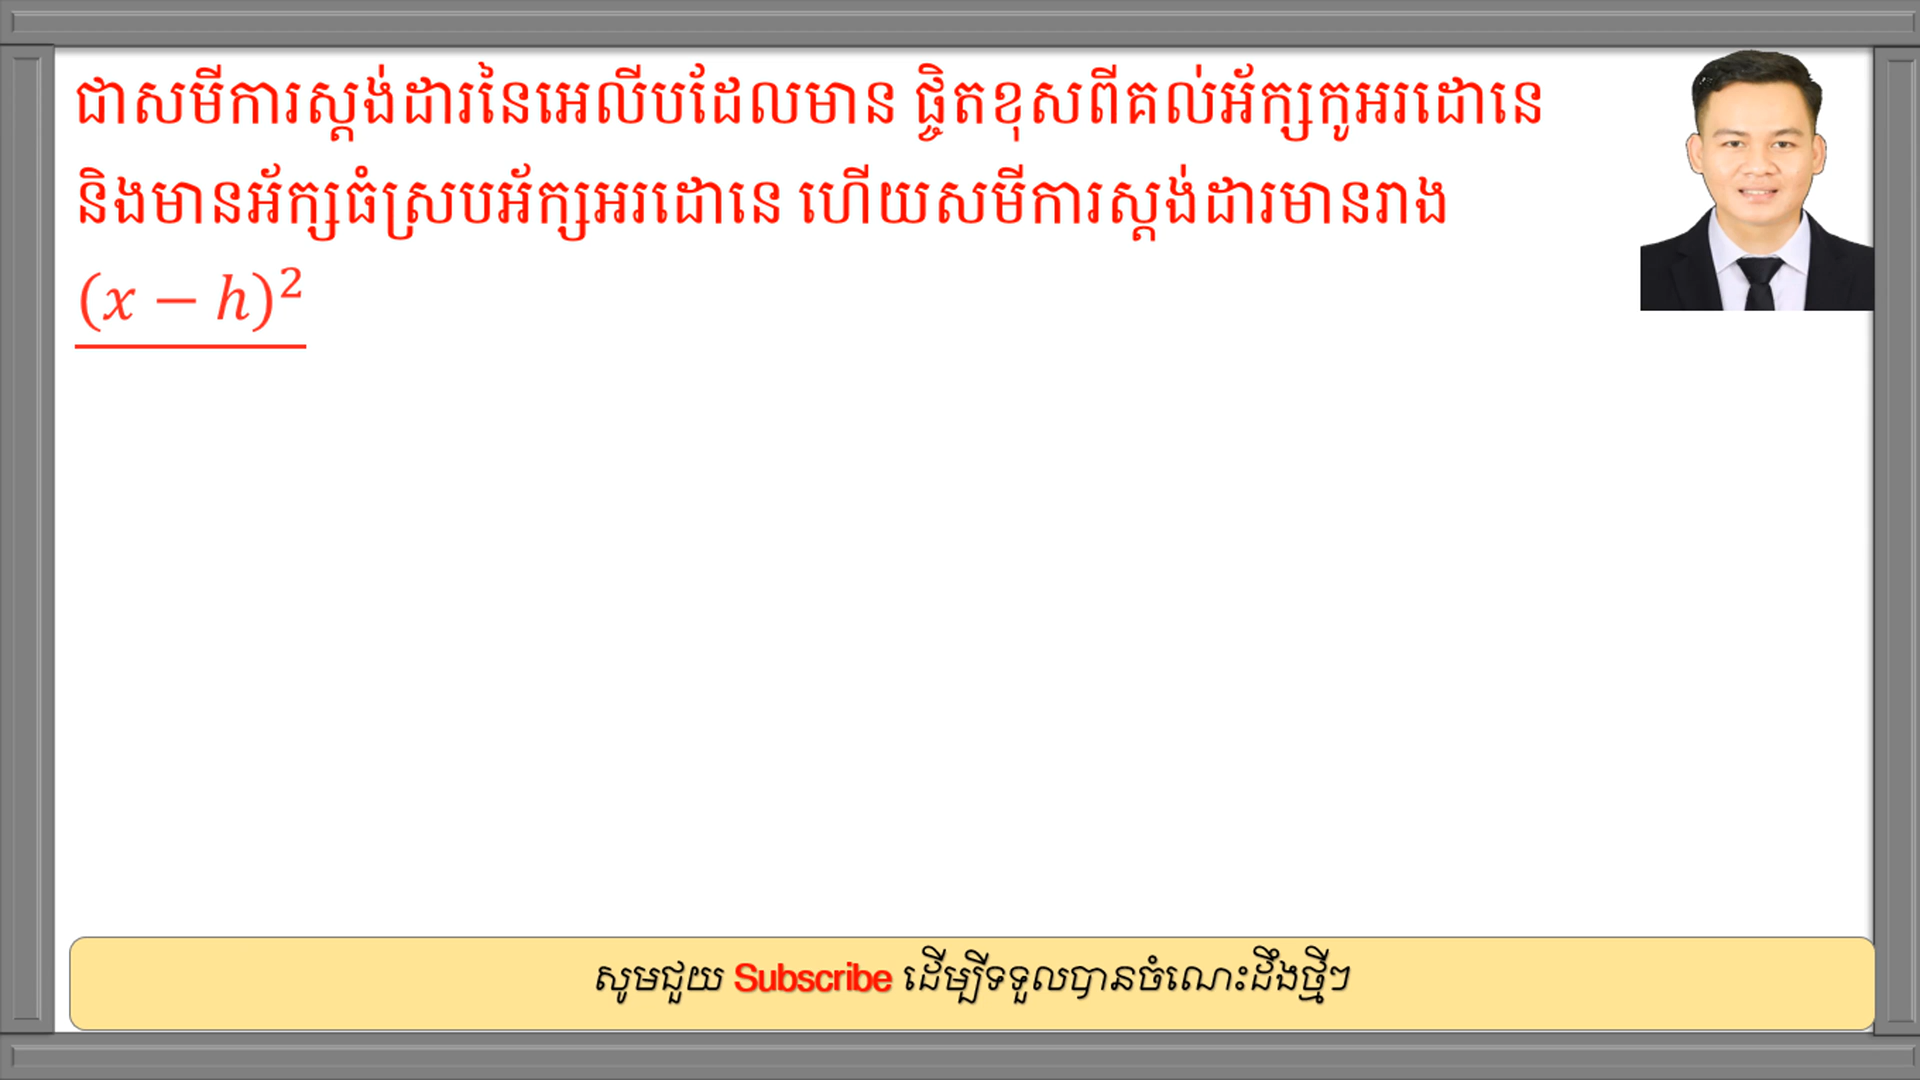 ជាសមីការស្តង់ដារនៃអេលីបដែលមាន ផ្ចិតខុសពីគល់អ័ក្សកូអរដោនេ
និងមានអ័ក្សធំស្របអ័ក្សអរដោនេ ហើយសមីការស្តង់ដារមានរាង
(x − h)²
សូមជួយ Subscribe ដើម្បីទទួលបានចំណេះដឹងថ្មីៗ